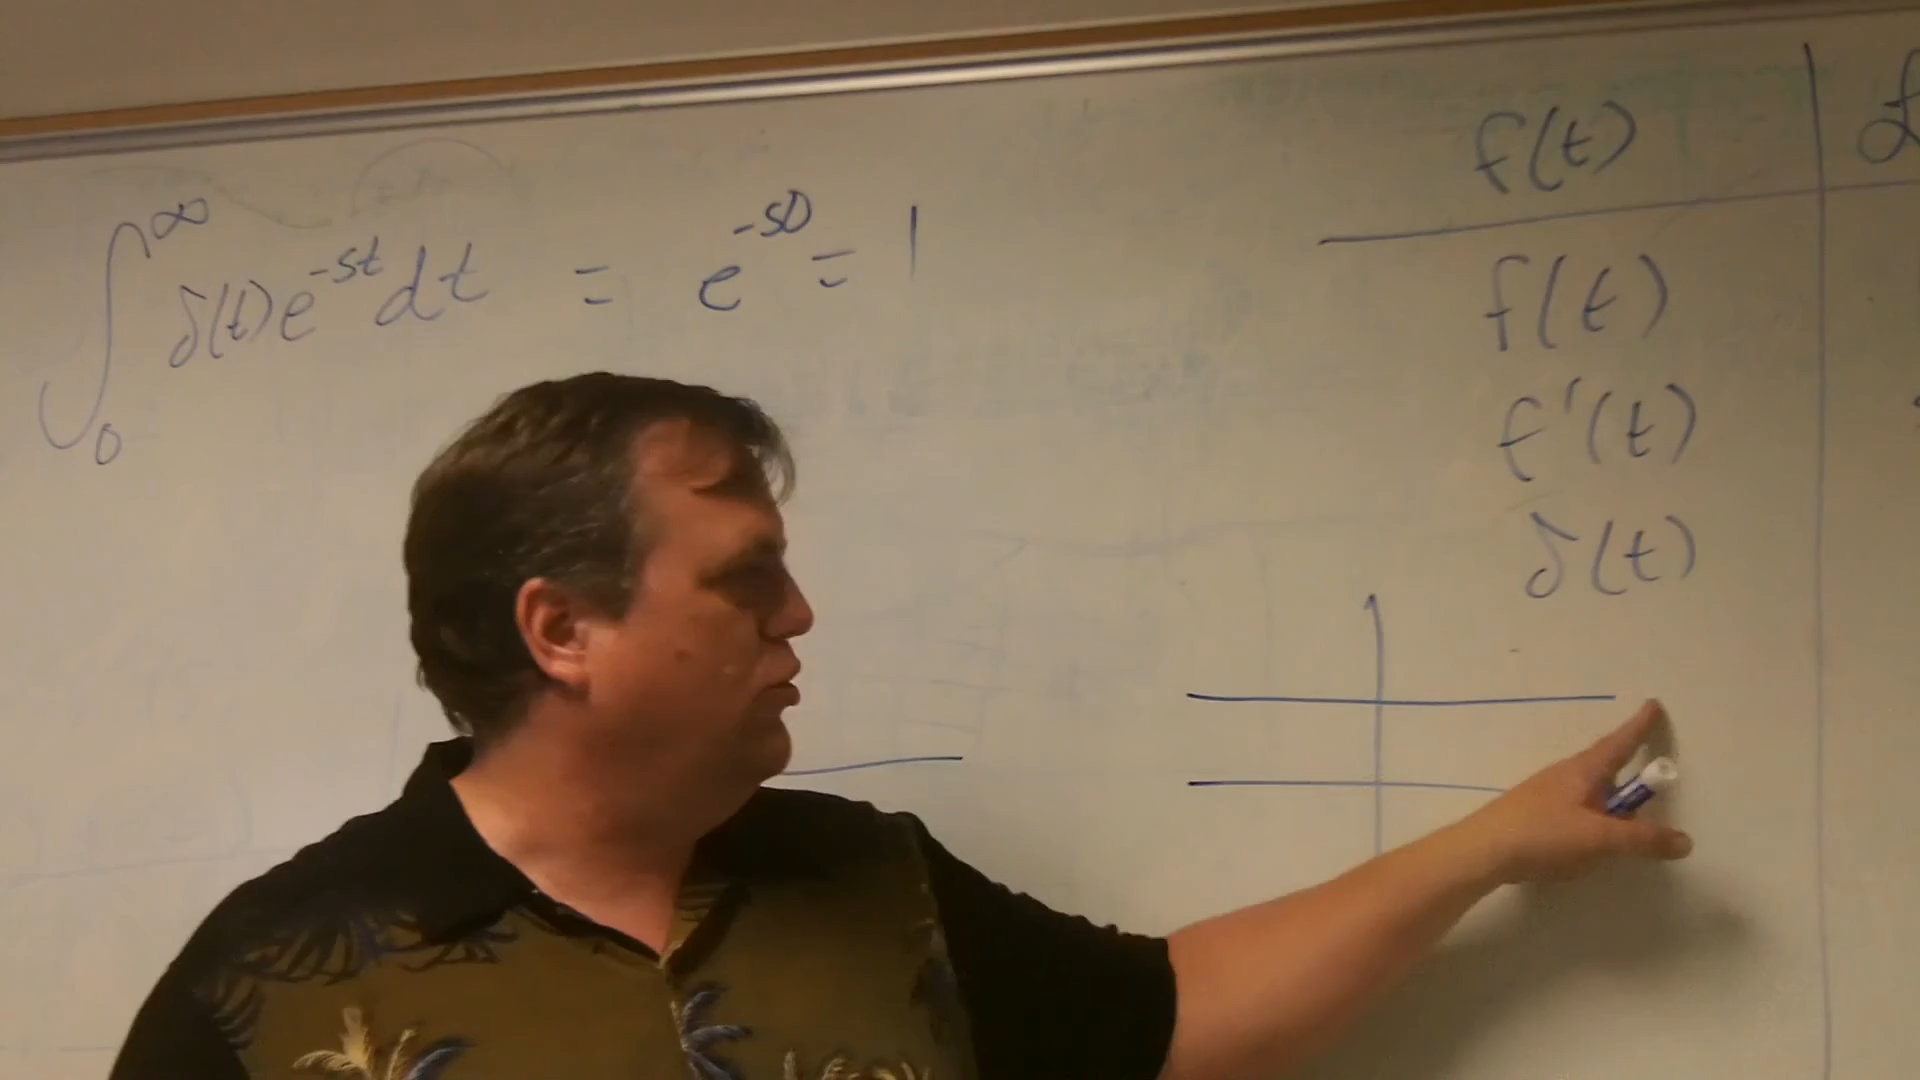 ∫₀^∞ δ(t)e^{-st}dt = e^{-s0} = 1
f(t) ℒ
f(t)
f'(t)
δ(t)